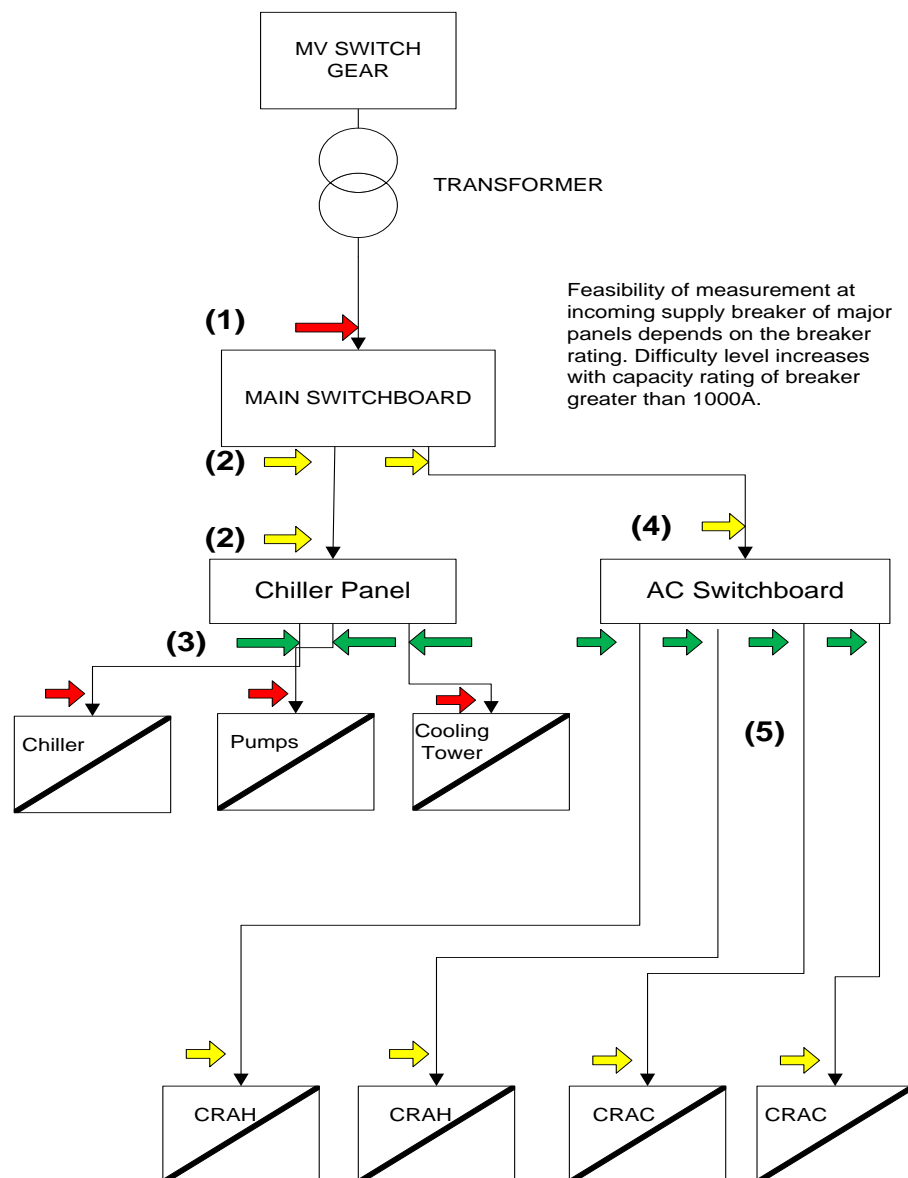 MV SWITCH
GEAR
TRANSFORMER
Feasibility of measurement at
incoming supply breaker of major
panels depends on the breaker
rating. Difficulty level increases
with capacity rating of breaker
greater than 1000A.
(1)
MAIN SWITCHBOARD
(2)
(2)
(4)
Chiller Panel
AC Switchboard
(3)
Chiller
Pumps
Cooling
Tower
(5)
CRAH
CRAH
CRAC
CRAC